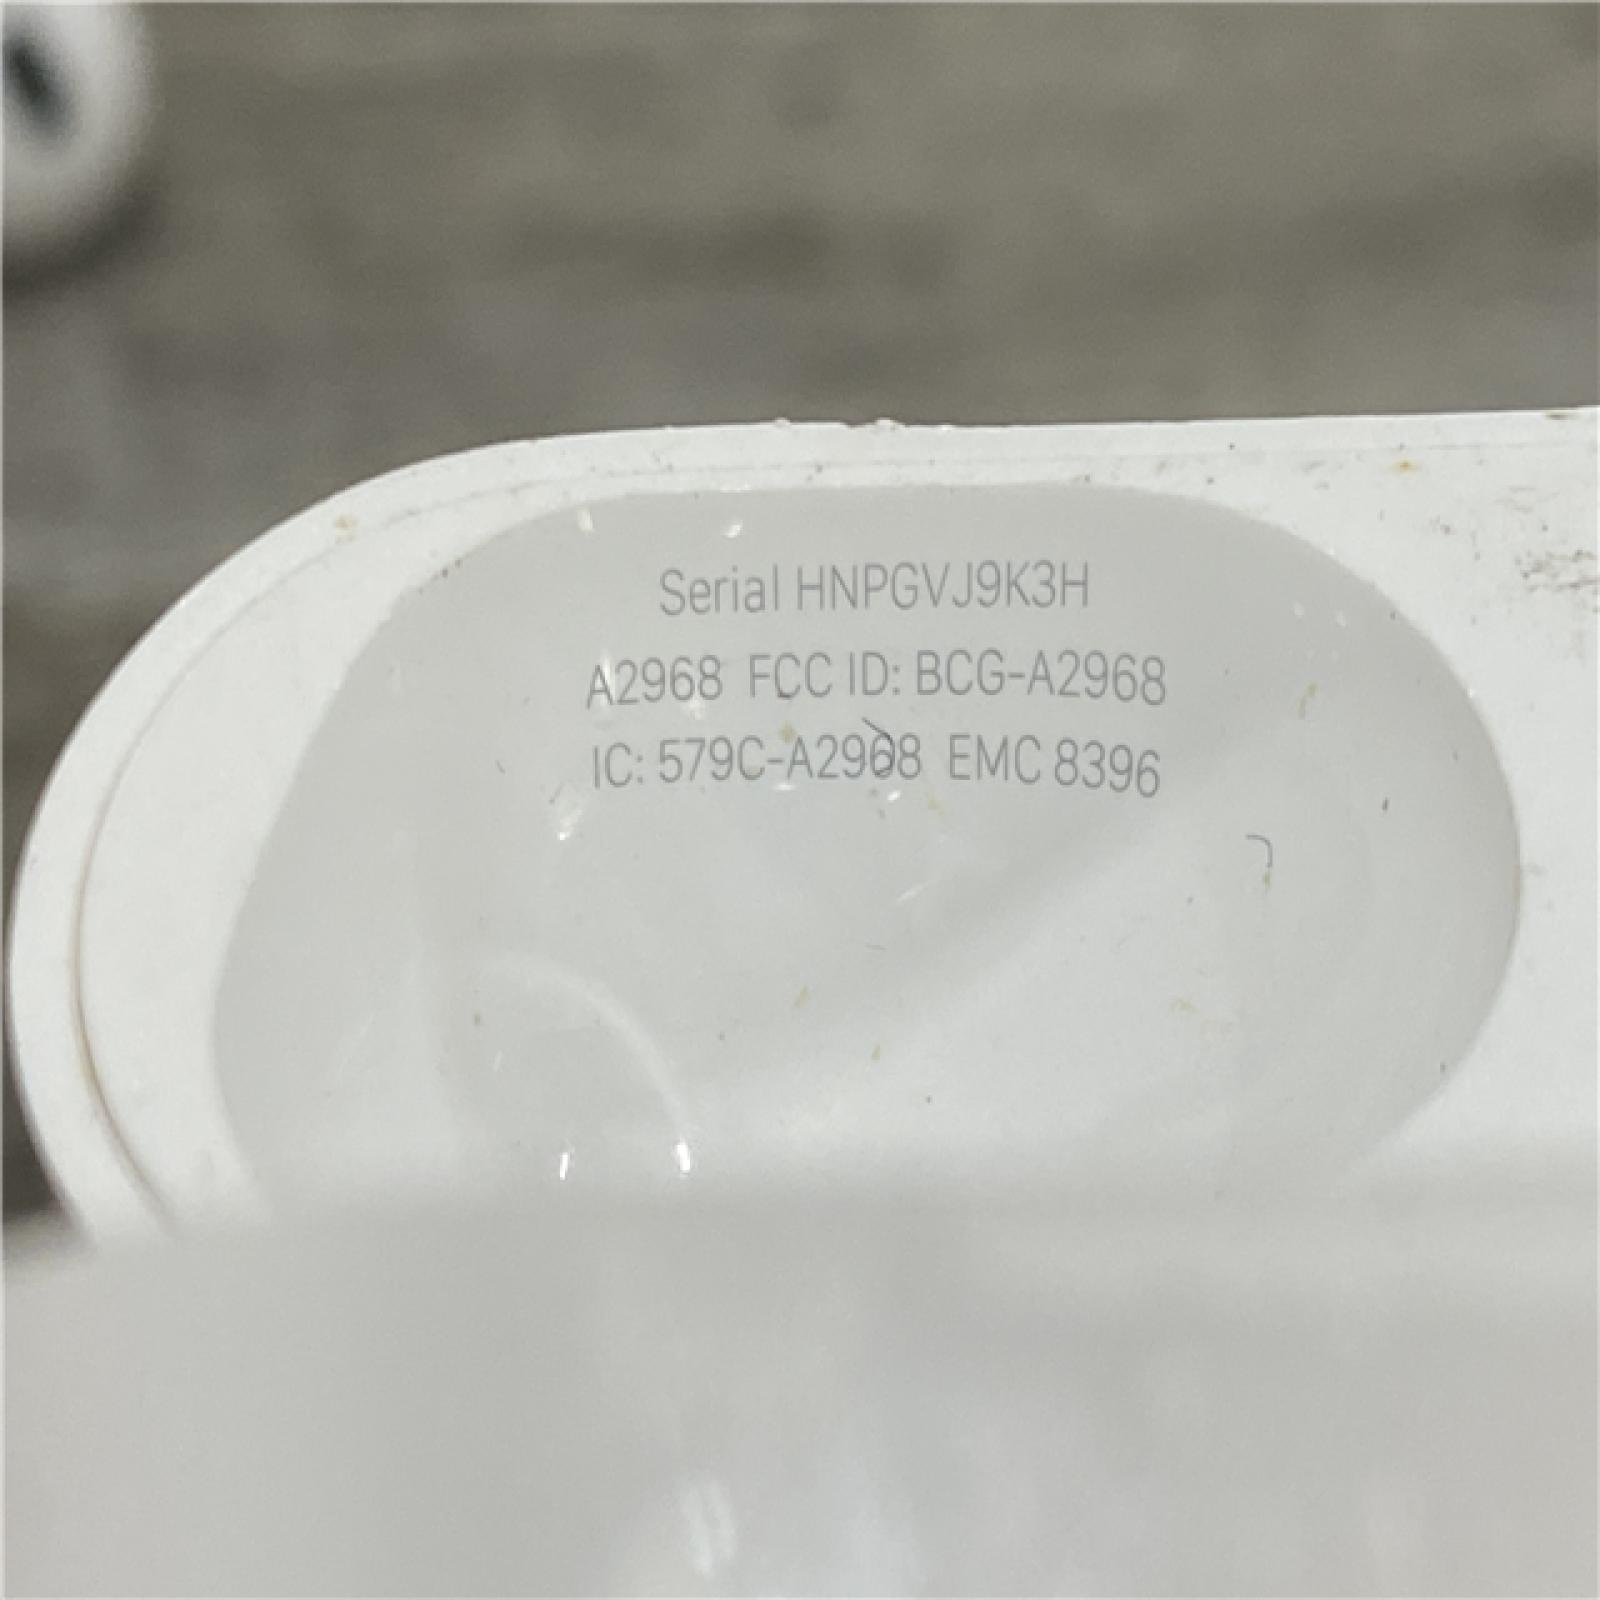 Serial HNPGVJ9K3H
A2968 FCC ID: BCG-A2968
IC: 579C-A2968 EMC 8396